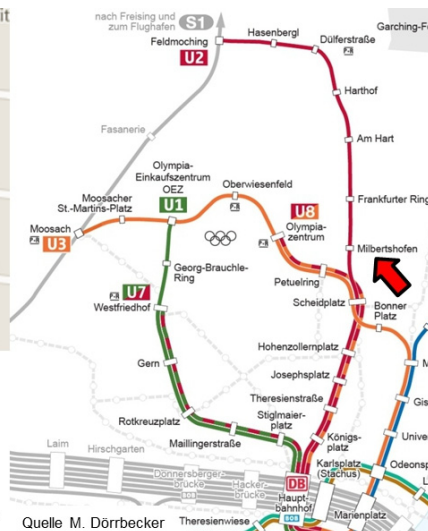 nach Freising und
zum Flughafen
S1
Garching-Fo
Feldmoching
U2
Hasenbergl
Dülferstraße
Harthof
Fasanerie
Am Hart
Olympia-
Einkaufszentrum
OEZ
U1
Oberwiesenfeld
Moosacher
St.-Martins-Platz
Frankfurter Ring
U8
Olympia-
zentrum
Moosach
U3
Milbertshofen
Georg-Brauchle-
Ring
Petuelring
U7
Westfriedhof
Scheidplatz
Bonner
Platz
Hohenzollernplatz
Gern
Josephsplatz
Theresienstraße
Gis
Rotkreuzplatz
Stiglmaier-
platz
Maillingerstraße
Königs-
platz
Univer
Laim
Hirschgarten
Donnersberger-
brücke
Hacker-
brücke
DB
Haupt-
bahnhof
Karlsplatz
(Stachus)
Odeonsp
Marienplatz
Theresienwiese
Quelle M. Dörrbecker